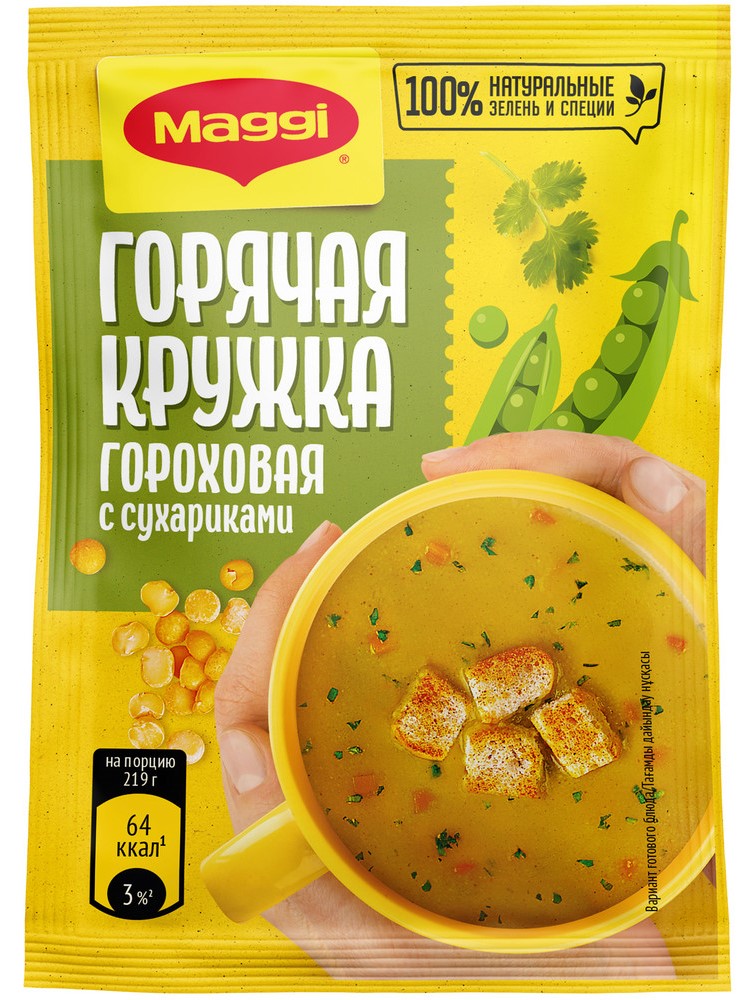 Maggi
®
100% НАТУРАЛЬНЫЕ
ЗЕЛЕНЬ И СПЕЦИИ
ГОРЯЧАЯ
КРУЖКА
ГОРОХОВАЯ
С СУХАРИКАМИ
на порцию
219 г
64
ккал¹
3%²
Вариант готового блюда/Тағамды дайындау нұсқасы